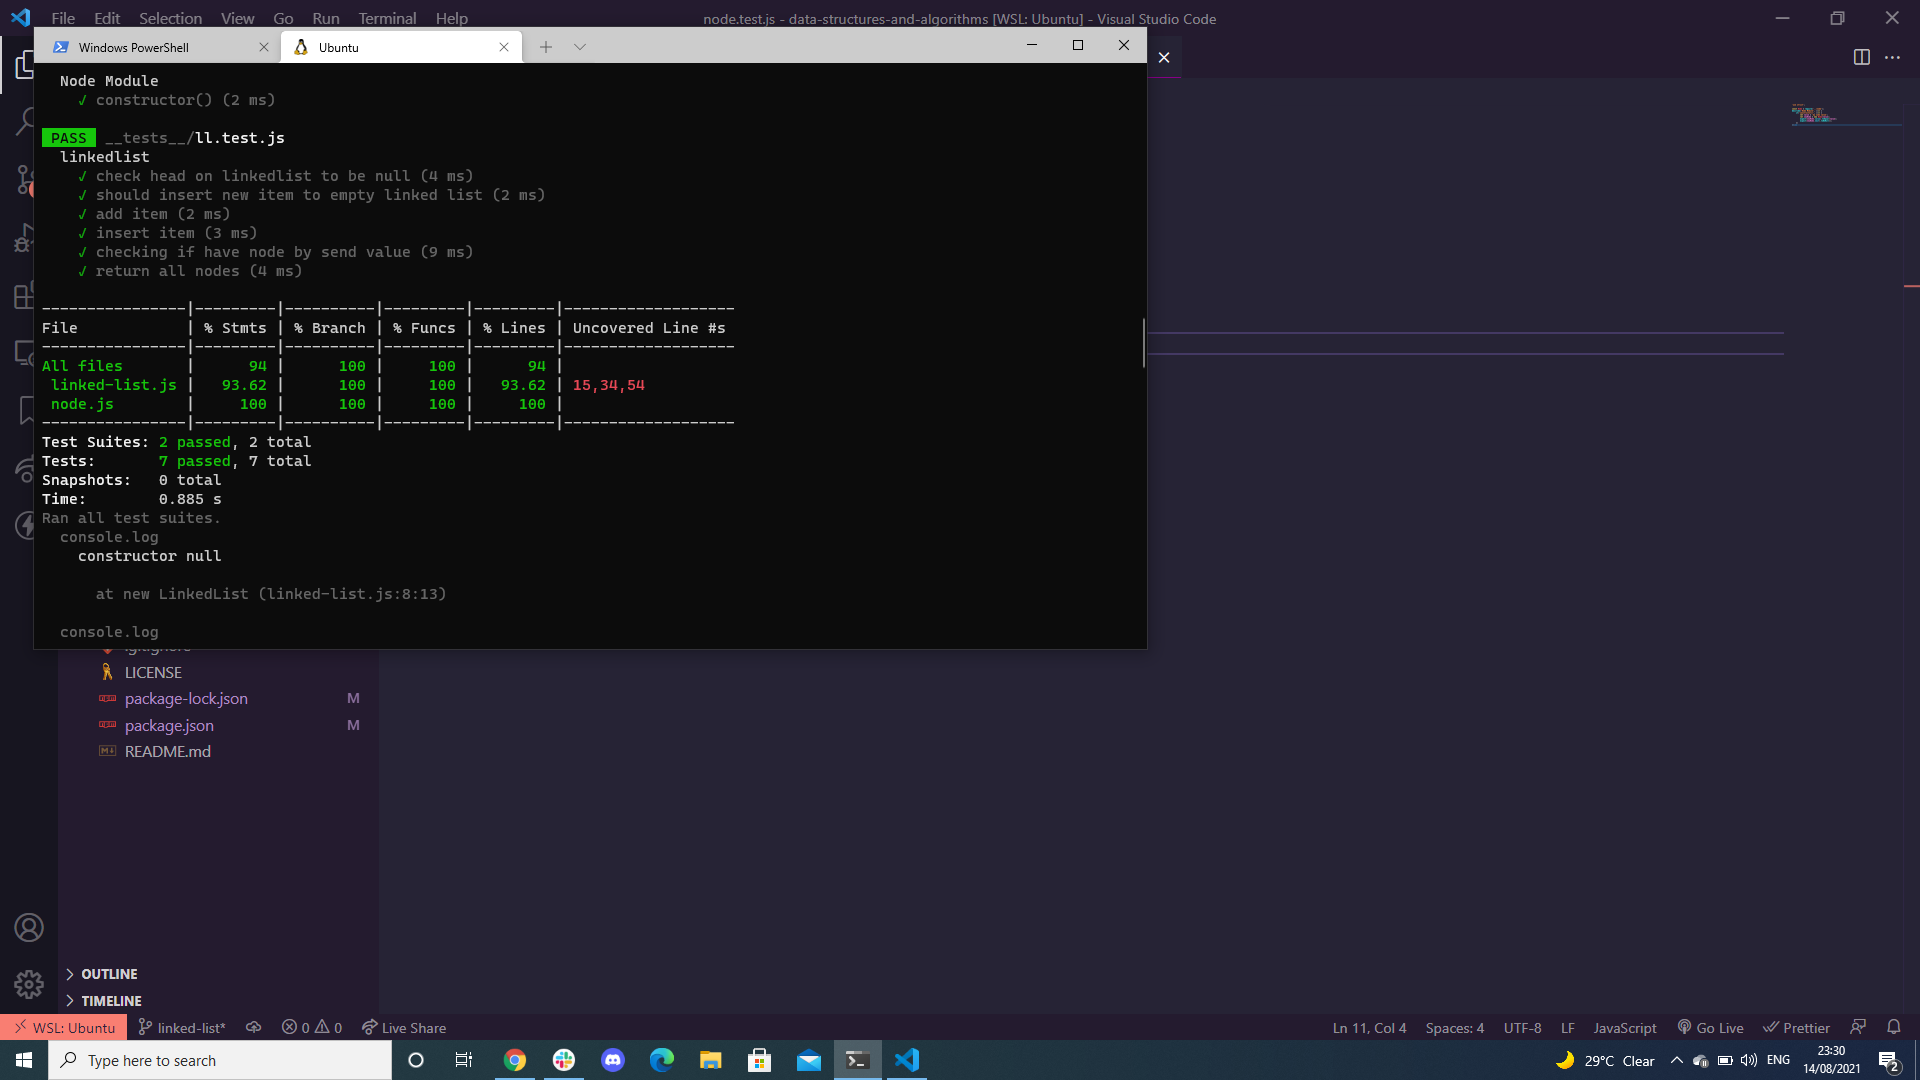 File Edit Selection View Go Run Terminal Help
node.test.js - data-structures-and-algorithms [WSL: Ubuntu] - Visual Studio Code
Windows PowerShell
Ubuntu
Node Module
✓ constructor() (2 ms)
PASS __tests__/ll.test.js
linkedlist
✓ check head on linkedlist to be null (4 ms)
✓ should insert new item to empty linked list (2 ms)
✓ add item (2 ms)
✓ insert item (3 ms)
✓ checking if have node by send value (9 ms)
✓ return all nodes (4 ms)
----------------|---------|----------|---------|---------|-------------------
File            | % Stmts | % Branch | % Funcs | % Lines | Uncovered Line #s
----------------|---------|----------|---------|---------|-------------------
All files       |      94 |      100 |     100 |      94 |
 linked-list.js |   93.62 |      100 |     100 |   93.62 | 15,34,54
 node.js        |     100 |      100 |     100 |     100 |
----------------|---------|----------|---------|---------|-------------------
Test Suites: 2 passed, 2 total
Tests:       7 passed, 7 total
Snapshots:   0 total
Time:        0.885 s
Ran all test suites.
console.log
constructor null
at new LinkedList (linked-list.js:8:13)
console.log
.gitignore
LICENSE
package-lock.json M
package.json M
README.md
OUTLINE
TIMELINE
WSL: Ubuntu linked-list* 0 0 Live Share
Ln 11, Col 4 Spaces: 4 UTF-8 LF JavaScript Go Live Prettier
Type here to search
29°C Clear ENG
23:30
14/08/2021
2